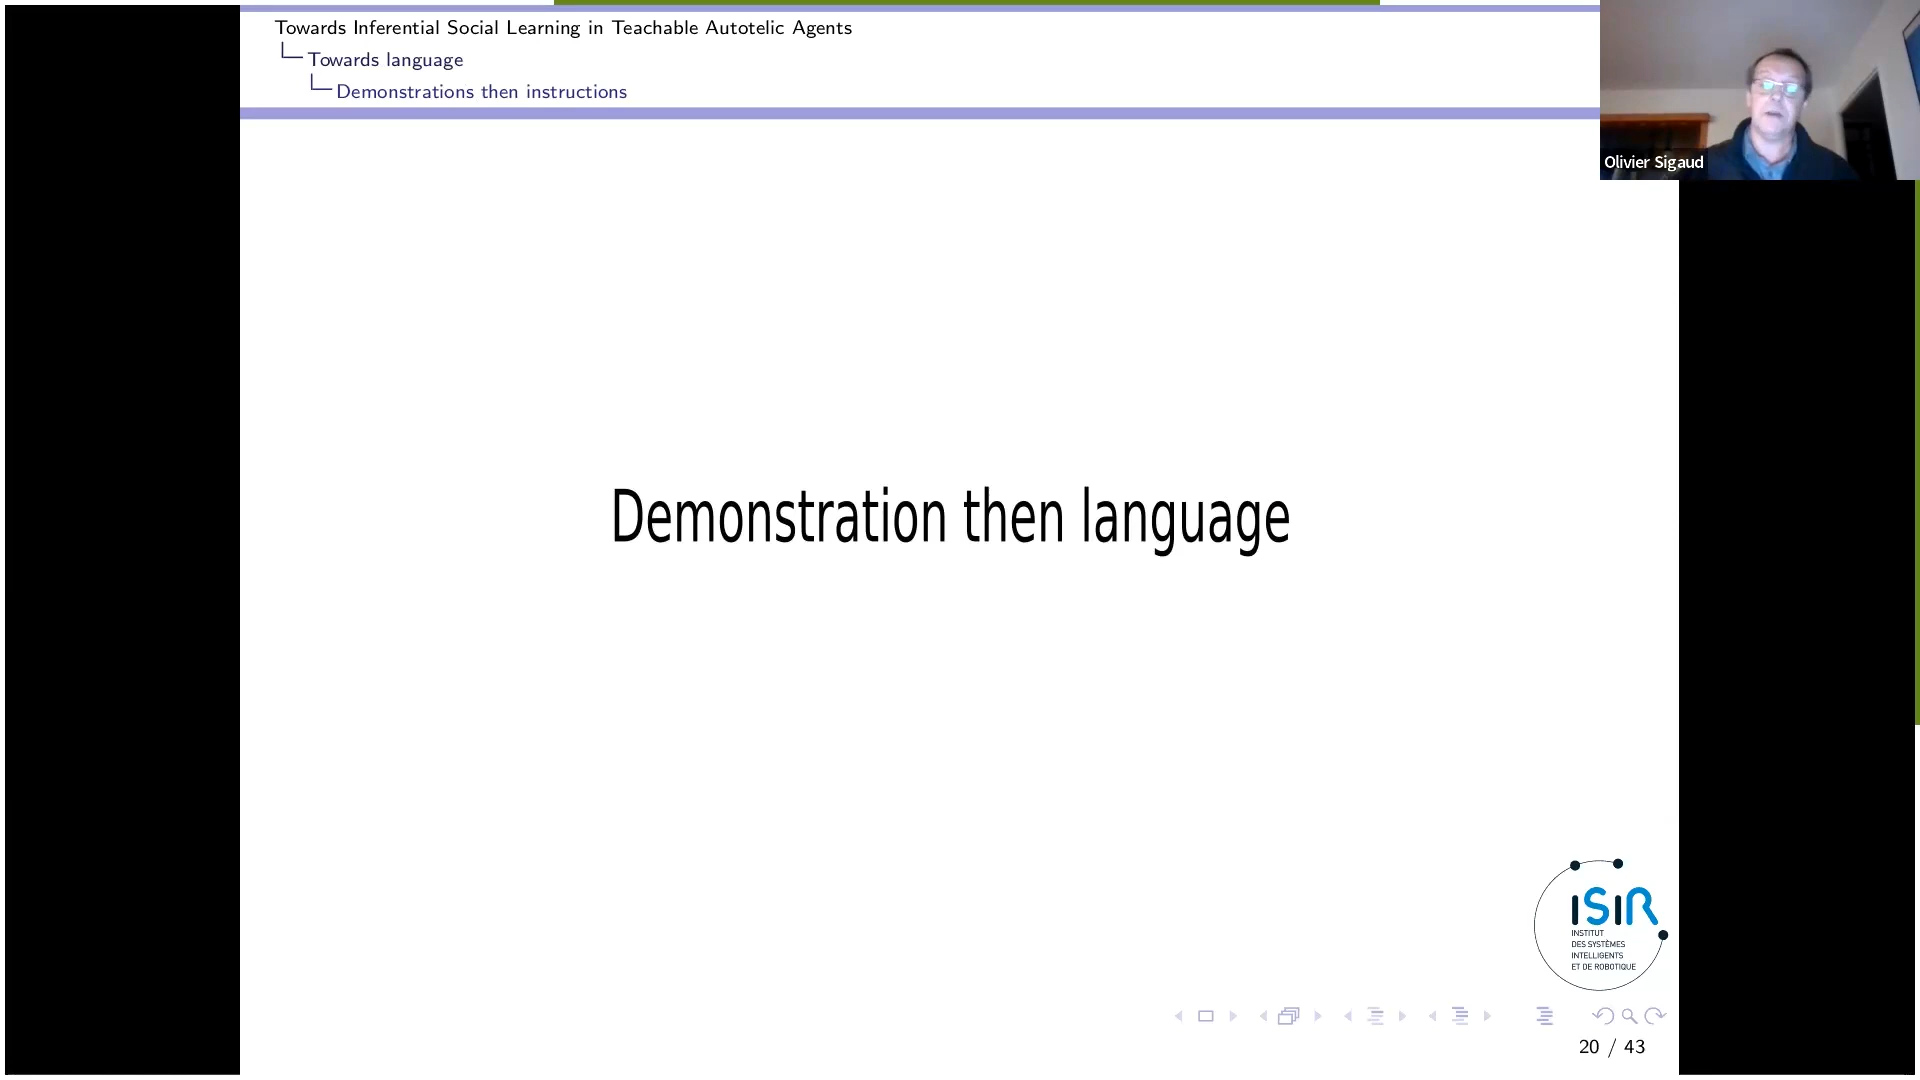 Towards Inferential Social Learning in Teachable Autotelic Agents
Towards language
Demonstrations then instructions
Olivier Sigaud
Demonstration then language
ISIR
INSTITUT
DES SYSTÈMES
INTELLIGENTS
ET DE ROBOTIQUE
20 / 43